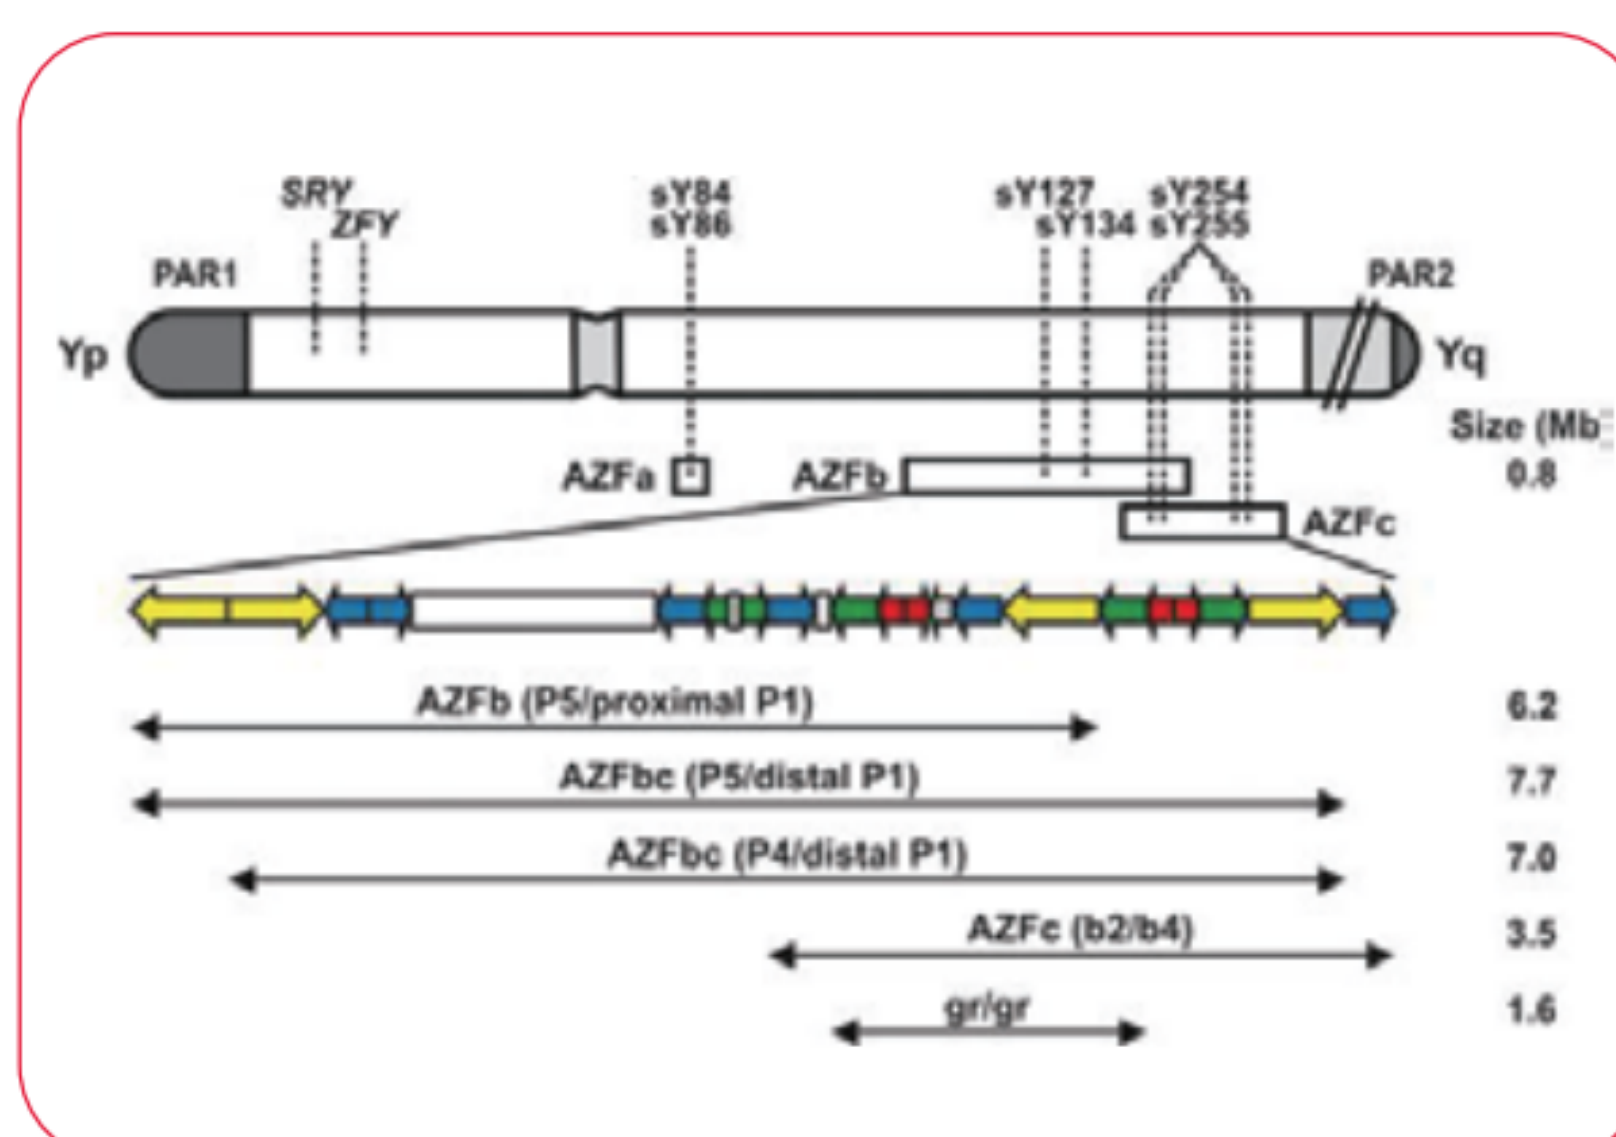 SRY
ZFY
sY84
sY86
sY127
sY134
sY254
sY255
PAR1
PAR2
Yp
Yq
Size (Mb
AZFa
AZFb
0.8
AZFc
AZFb (P5/proximal P1)
6.2
AZFbc (P5/distal P1)
7.7
AZFbc (P4/distal P1)
7.0
AZFc (b2/b4)
3.5
gr/gr
1.6